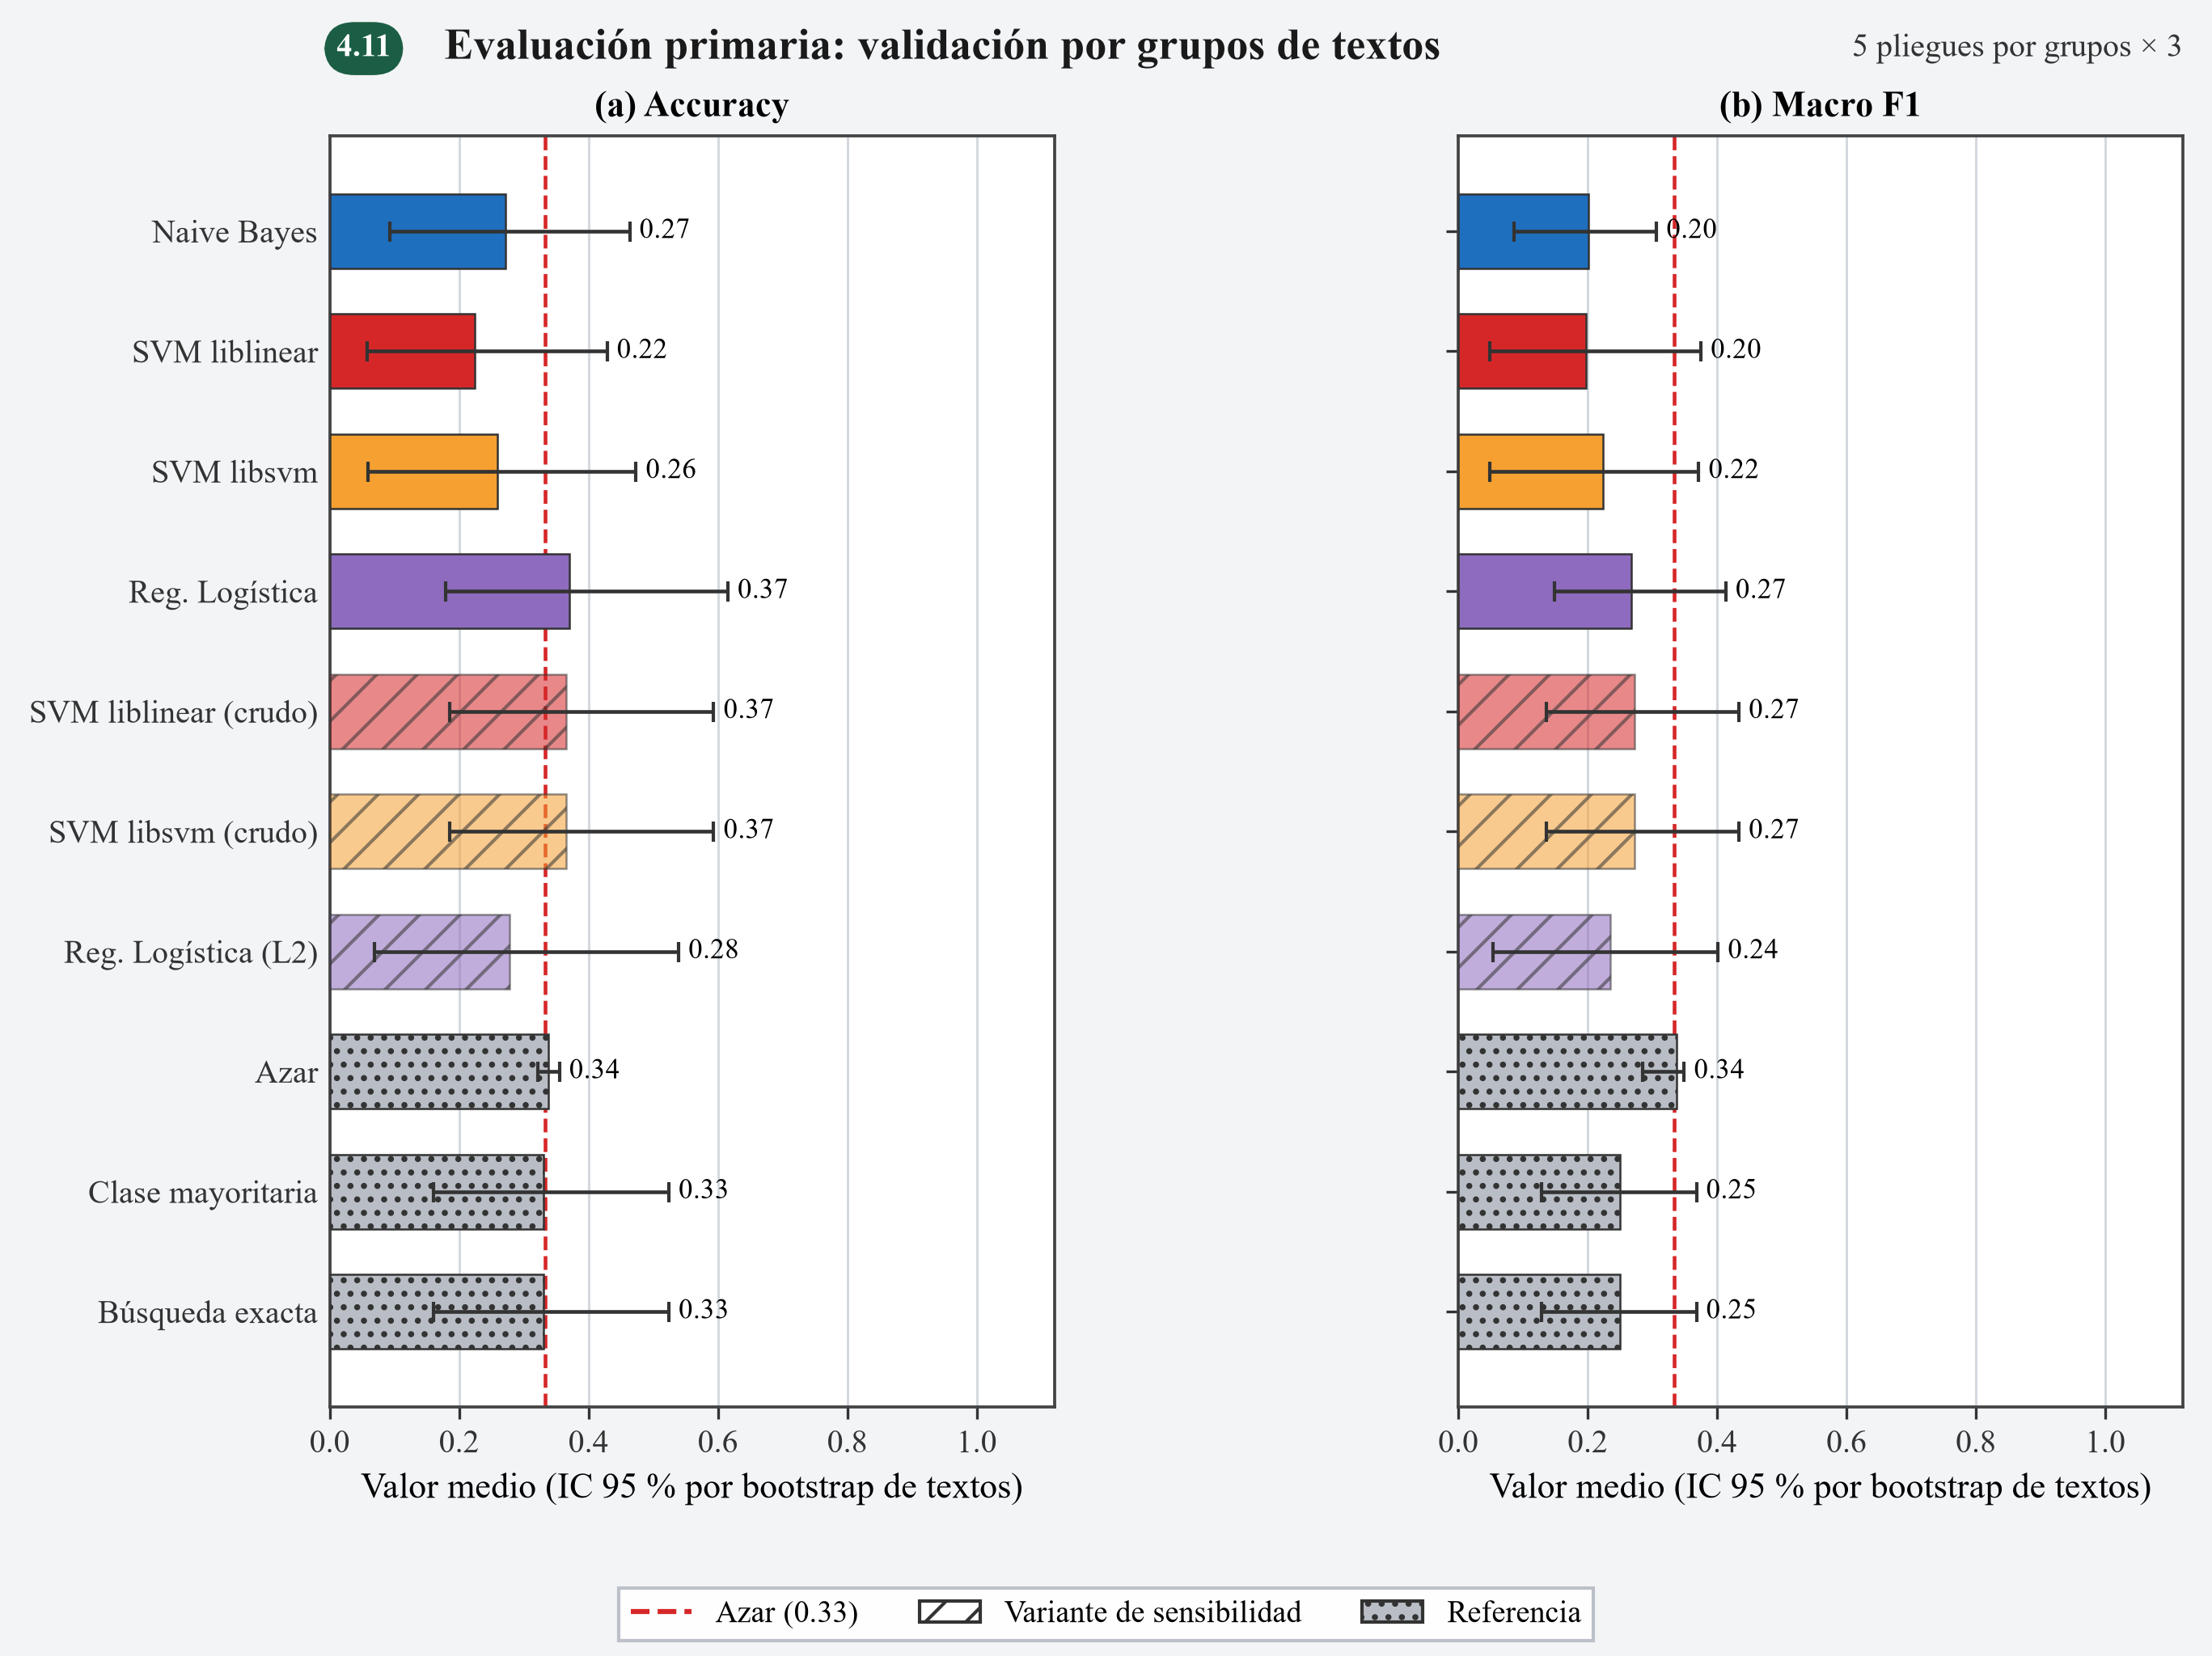 4.11 Evaluación primaria: validación por grupos de textos 5 pliegues por grupos × 3
(a) Accuracy
Naive Bayes 0.27
SVM liblinear 0.22
SVM libsvm 0.26
Reg. Logística 0.37
SVM liblinear (crudo) 0.37
SVM libsvm (crudo) 0.37
Reg. Logística (L2) 0.28
Azar 0.34
Clase mayoritaria 0.33
Búsqueda exacta 0.33
0.0 0.2 0.4 0.6 0.8 1.0
Valor medio (IC 95 % por bootstrap de textos)
(b) Macro F1
0.20
0.20
0.22
0.27
0.27
0.27
0.24
0.34
0.25
0.25
0.0 0.2 0.4 0.6 0.8 1.0
Valor medio (IC 95 % por bootstrap de textos)
Azar (0.33) Variante de sensibilidad Referencia